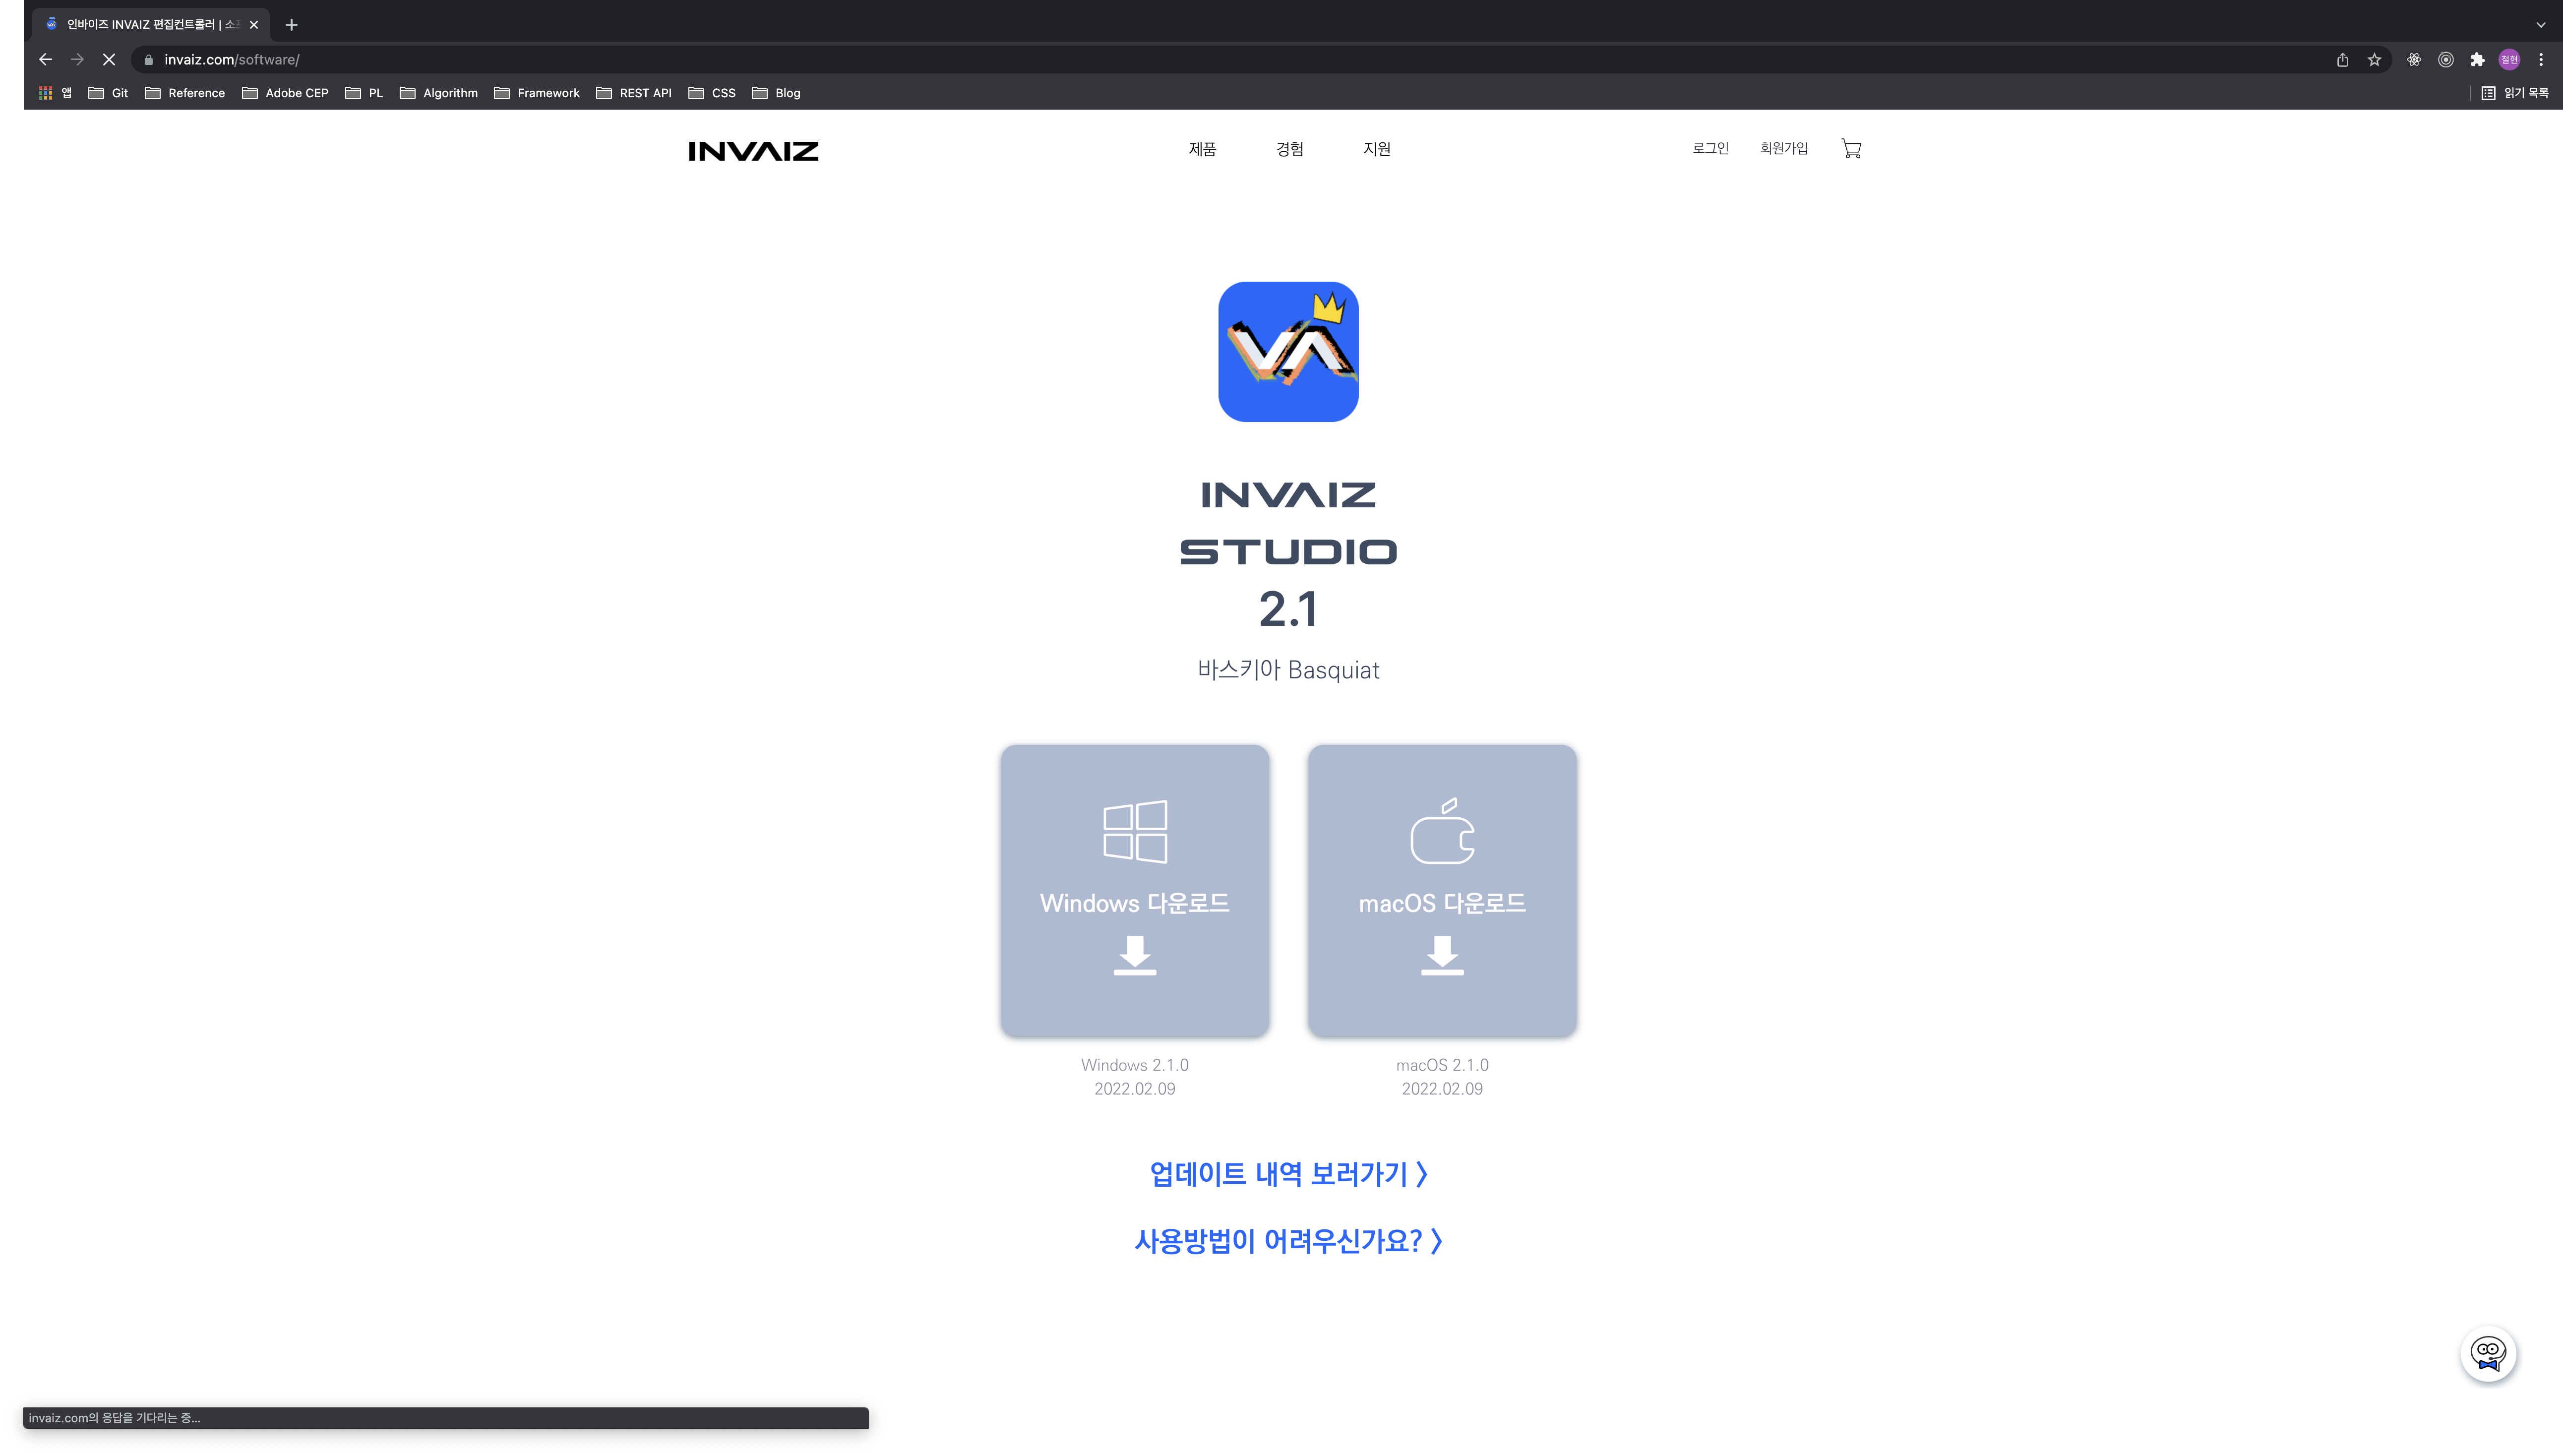 인바이즈 INVAIZ 편집컨트롤러 | 소
invaiz.com/software/
철현
앱 Git Reference Adobe CEP PL Algorithm Framework REST API CSS Blog 읽기 목록
INVAIZ 제품 경험 지원 로그인 회원가입
VA
INVAIZ
STUDIO
2.1
바스키아 Basquiat
Windows 다운로드 macOS 다운로드
Windows 2.1.0 macOS 2.1.0
2022.02.09 2022.02.09
업데이트 내역 보러가기 〉
사용방법이 어려우신가요? 〉
invaiz.com의 응답을 기다리는 중...